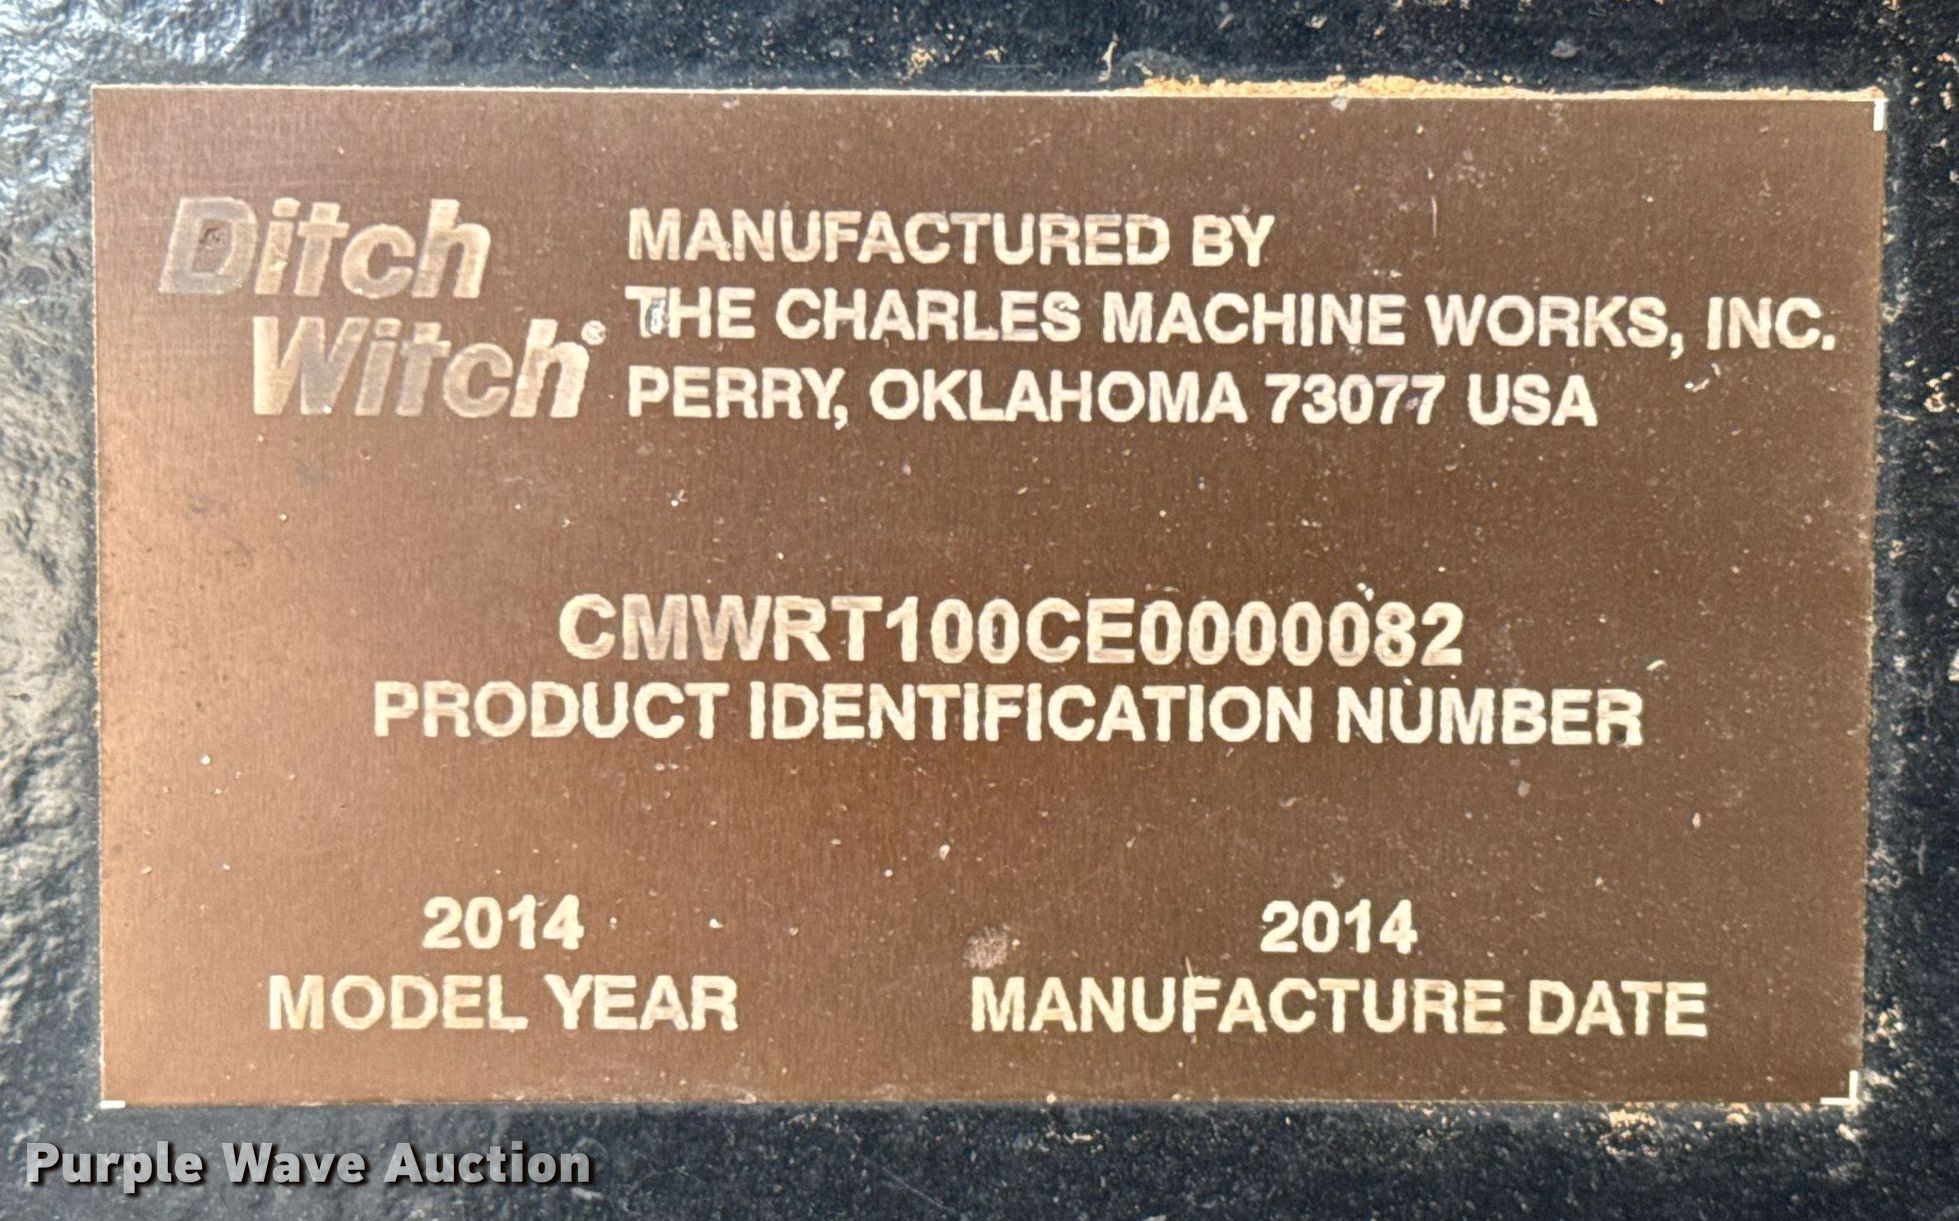 Ditch
Witch®
MANUFACTURED BY
THE CHARLES MACHINE WORKS, INC.
PERRY, OKLAHOMA 73077 USA
CMWRT100CE0000082
PRODUCT IDENTIFICATION NUMBER
2014
MODEL YEAR
2014
MANUFACTURE DATE
Purple Wave Auction